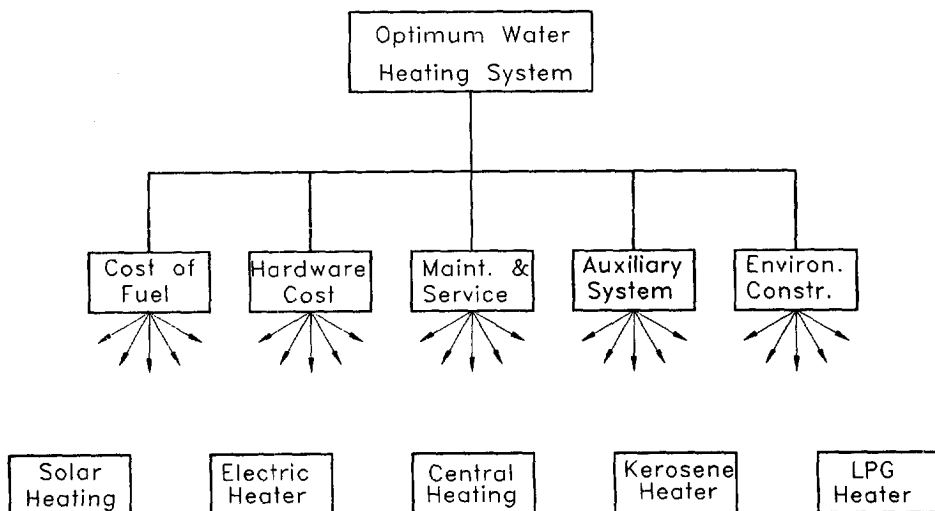 Optimum Water
Heating System
Cost of
Fuel
Hardware
Cost
Maint. &
Service
Auxiliary
System
Environ.
Constr.
Solar
Heating
Electric
Heater
Central
Heating
Kerosene
Heater
LPG
Heater